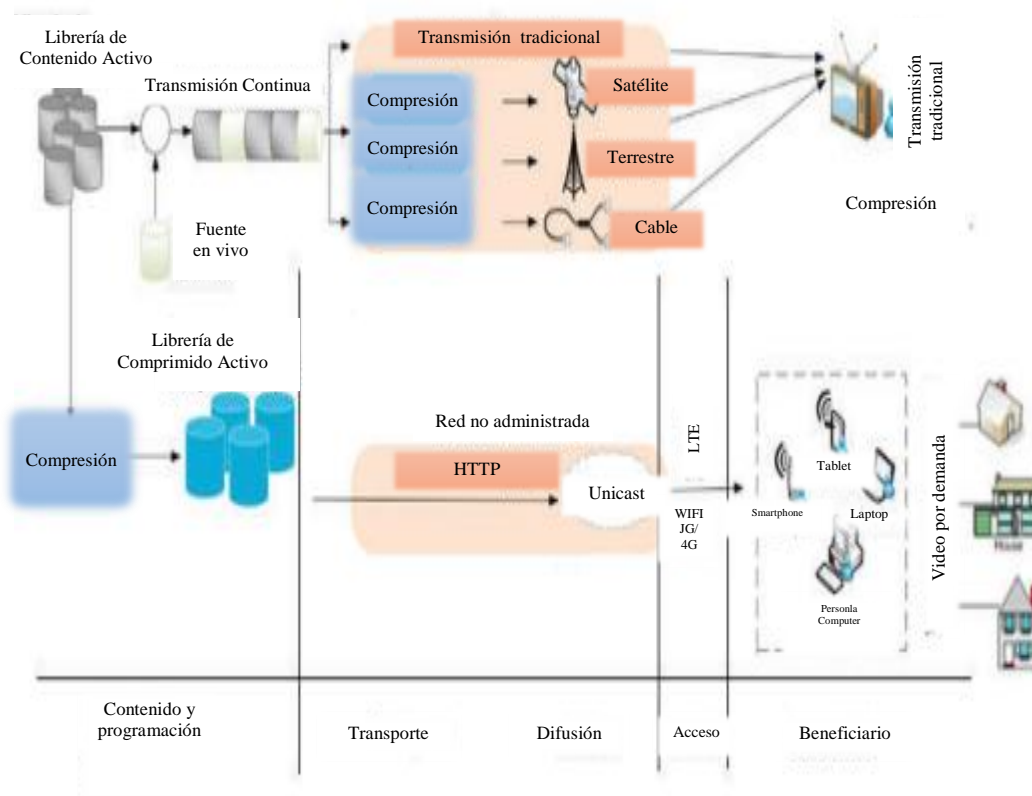 Librería de
Contenido Activo
Transmisión Continua
Fuente
en vivo
Transmisión tradicional
Compresión
Satélite
Compresión
Terrestre
Compresión
Cable
Transmisión
tradicional
Compresión
Librería de
Comprimido Activo
Compresión
Red no administrada
HTTP
Unicast
LTE
WIFI
JG/
4G
Tablet
Smartphone
Laptop
Personla
Computer
Video por demanda
Contenido y
programación
Transporte
Difusión
Acceso
Beneficiario